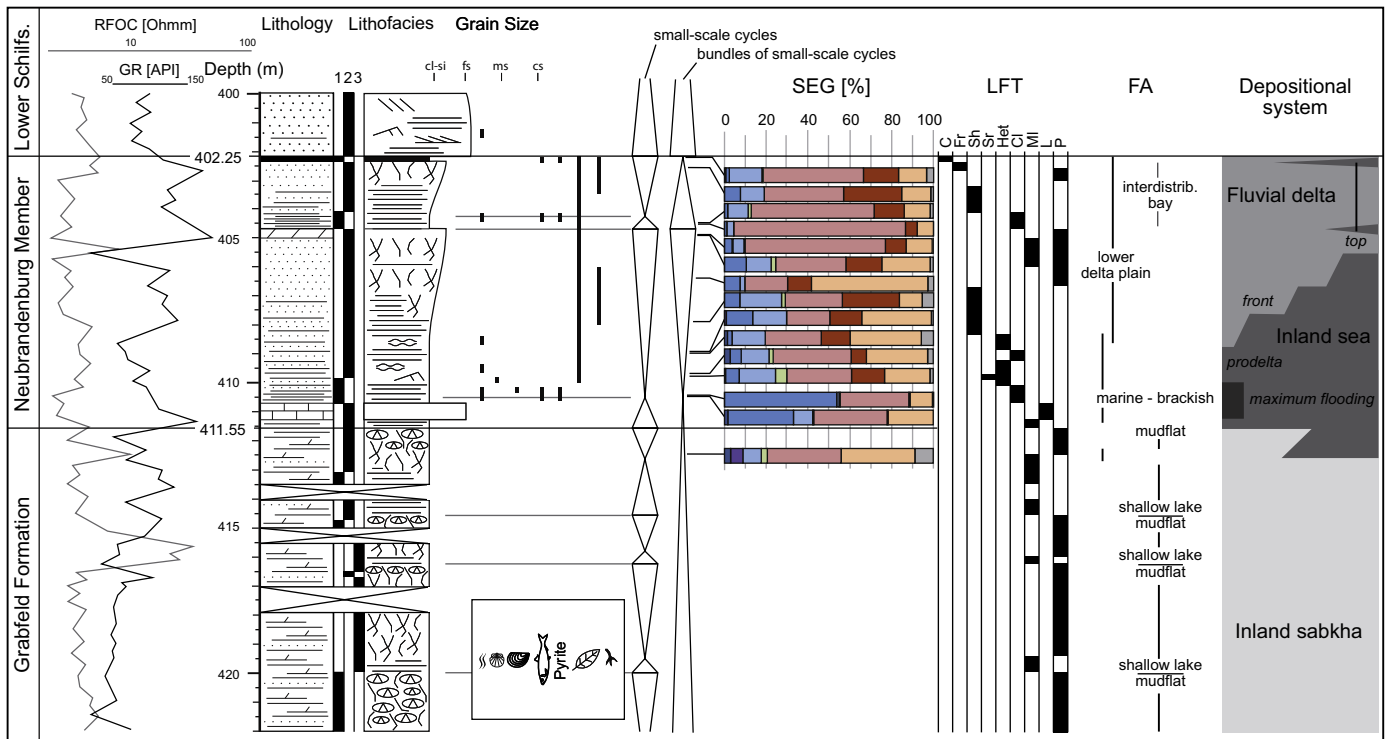 RFOC [Ohmm]
10
100
GR [API]
50
150
Depth (m)
Lithology
Lithofacies
Grain Size
1 2 3
cl-si
fs
ms
cs
small-scale cycles
bundles of small-scale cycles
SEG [%]
0 20 40 60 80 100
LFT
C
Fr
Sh
Sr
Het
Cl
Ml
L
P
FA
Depositional
system
Lower Schilfs.
Neubrandenburg Member
Grabfeld Formation
400
402.25
405
410
411.55
415
420
Pyrite
interdistrib.
bay
lower
delta plain
marine - brackish
mudflat
shallow lake
mudflat
shallow lake
mudflat
shallow lake
mudflat
Fluvial delta
top
front
Inland sea
prodelta
maximum flooding
Inland sabkha